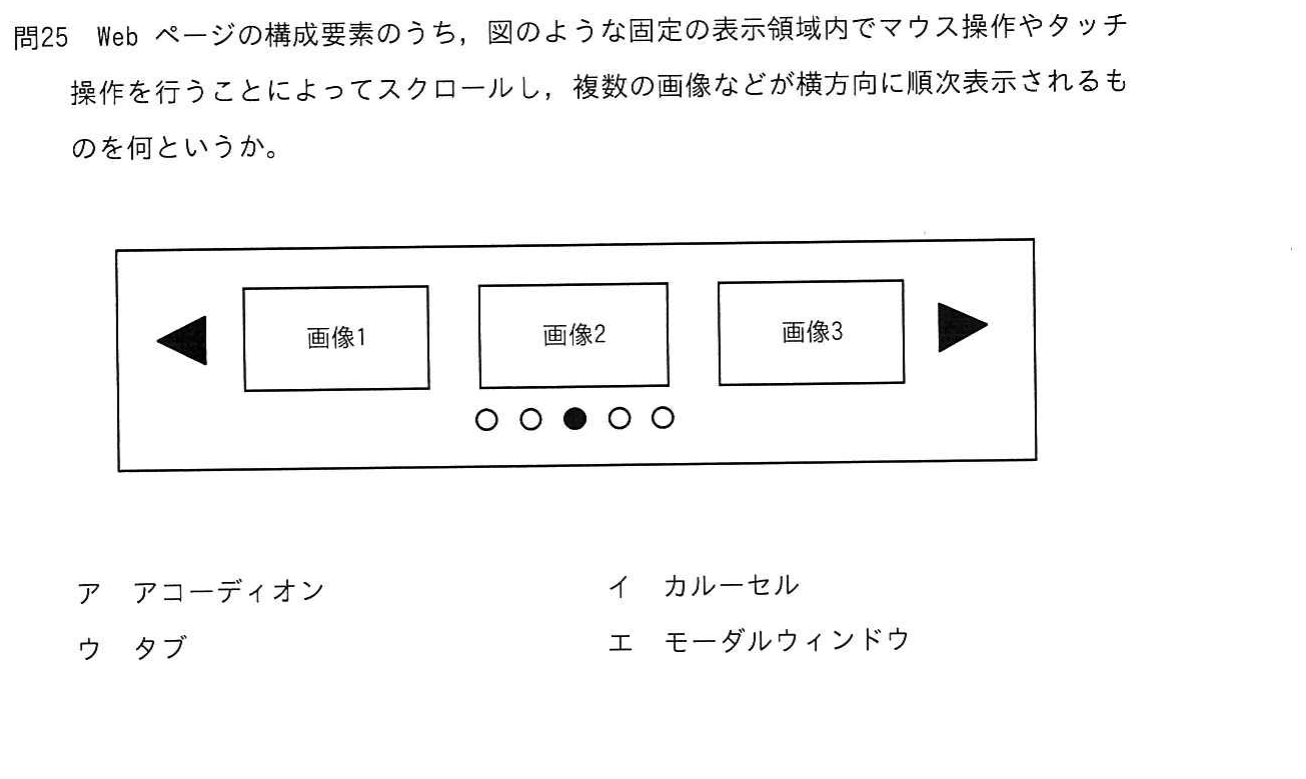 問25 Web ページの構成要素のうち，図のような固定の表示領域内でマウス操作やタッチ
操作を行うことによってスクロールし，複数の画像などが横方向に順次表示されるも
のを何というか。
画像1 画像2 画像3
ア アコーディオン イ カルーセル
ウ タブ エ モーダルウィンドウ